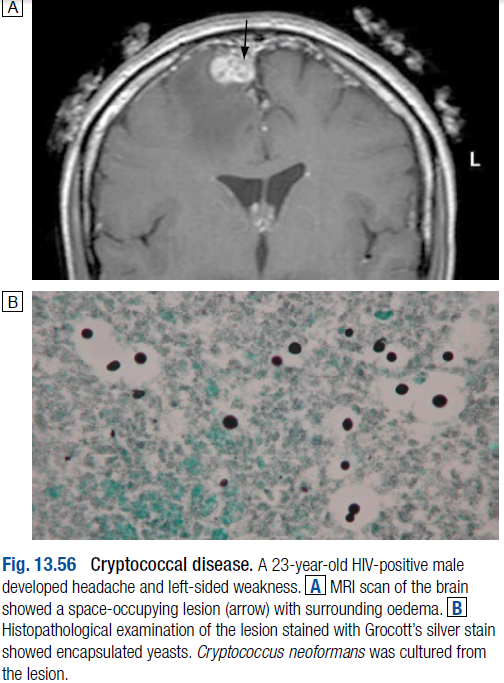 A
L
B
Fig. 13.56 Cryptococcal disease. A 23-year-old HIV-positive male
developed headache and left-sided weakness. A MRI scan of the brain
showed a space-occupying lesion (arrow) with surrounding oedema. B
Histopathological examination of the lesion stained with Grocott's silver stain
showed encapsulated yeasts. Cryptococcus neoformans was cultured from
the lesion.